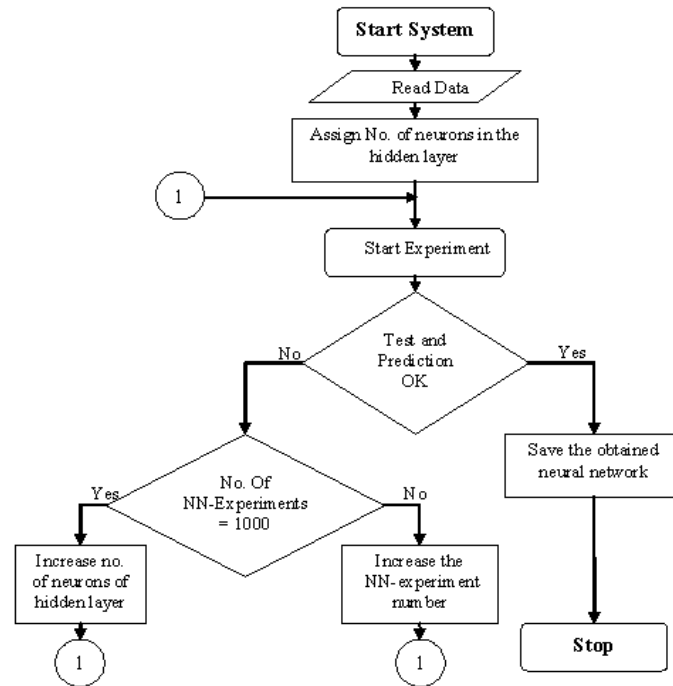 Start System
Read Data
Assign No. of neurons in the
hidden layer
1
Start Experiment
Test and
Prediction
OK
No
Yes
Save the obtained
neural network
No. Of
NN-Experiments
= 1000
Yes
No
Increase no.
of neurons of
hidden layer
Increase the
NN-experiment
number
Stop
1
1